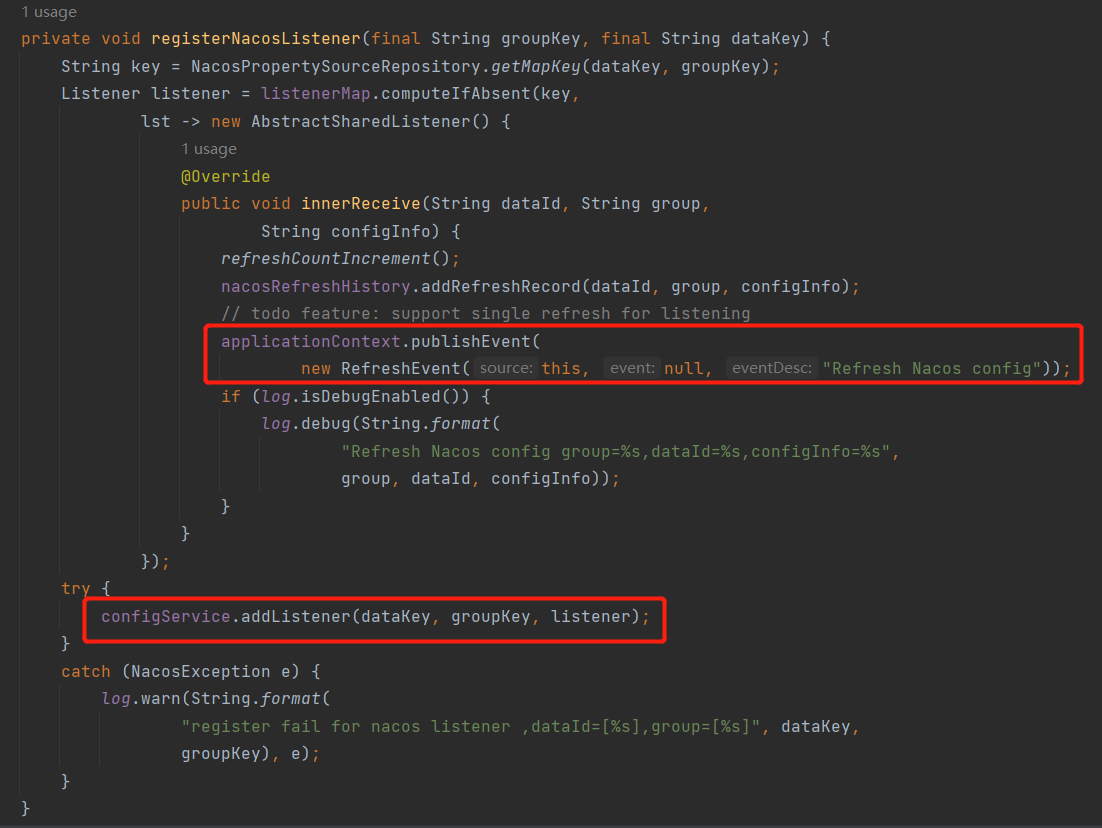 1 usage
private void registerNacosListener(final String groupKey, final String dataKey) {
    String key = NacosPropertySourceRepository.getMapKey(dataKey, groupKey);
    Listener listener = listenerMap.computeIfAbsent(key,
            lst -> new AbstractSharedListener() {
                1 usage
                @Override
                public void innerReceive(String dataId, String group,
                        String configInfo) {
                    refreshCountIncrement();
                    nacosRefreshHistory.addRefreshRecord(dataId, group, configInfo);
                    // todo feature: support single refresh for listening
                    applicationContext.publishEvent(
                            new RefreshEvent( source: this, event: null, eventDesc: "Refresh Nacos config"));
                    if (log.isDebugEnabled()) {
                        log.debug(String.format(
                                "Refresh Nacos config group=%s,dataId=%s,configInfo=%s",
                                group, dataId, configInfo));
                    }
                }
            });
    try {
        configService.addListener(dataKey, groupKey, listener);
    }
    catch (NacosException e) {
        log.warn(String.format(
                "register fail for nacos listener ,dataId=[%s],group=[%s]", dataKey,
                groupKey), e);
    }
}